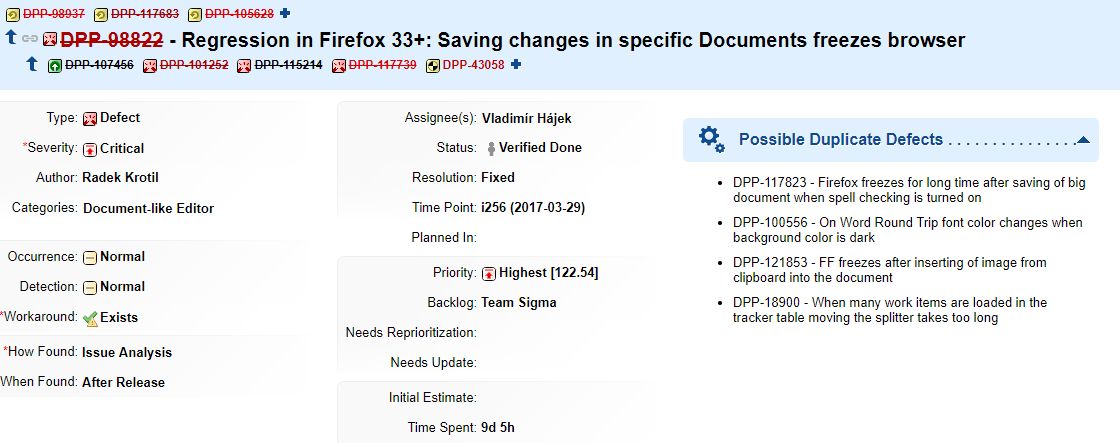 DPP-98937 DPP-117683 DPP-105628
DPP-98822 - Regression in Firefox 33+: Saving changes in specific Documents freezes browser
DPP-107456 DPP-101252 DPP-115214 DPP-117739 DPP-43058
Type: Defect
*Severity: Critical
Author: Radek Krotil
Categories: Document-like Editor
Occurrence: Normal
Detection: Normal
*Workaround: Exists
*How Found: Issue Analysis
When Found: After Release
Assignee(s): Vladimír Hájek
Status: Verified Done
Resolution: Fixed
Time Point: i256 (2017-03-29)
Planned In:
Priority: Highest [122.54]
Backlog: Team Sigma
Needs Reprioritization:
Needs Update:
Initial Estimate:
Time Spent: 9d 5h
Possible Duplicate Defects . . . . . . . . . . . . . . .
• DPP-117823 - Firefox freezes for long time after saving of big
document when spell checking is turned on
• DPP-100556 - On Word Round Trip font color changes when
background color is dark
• DPP-121853 - FF freezes after inserting of image from
clipboard into the document
• DPP-18900 - When many work items are loaded in the
tracker table moving the splitter takes too long